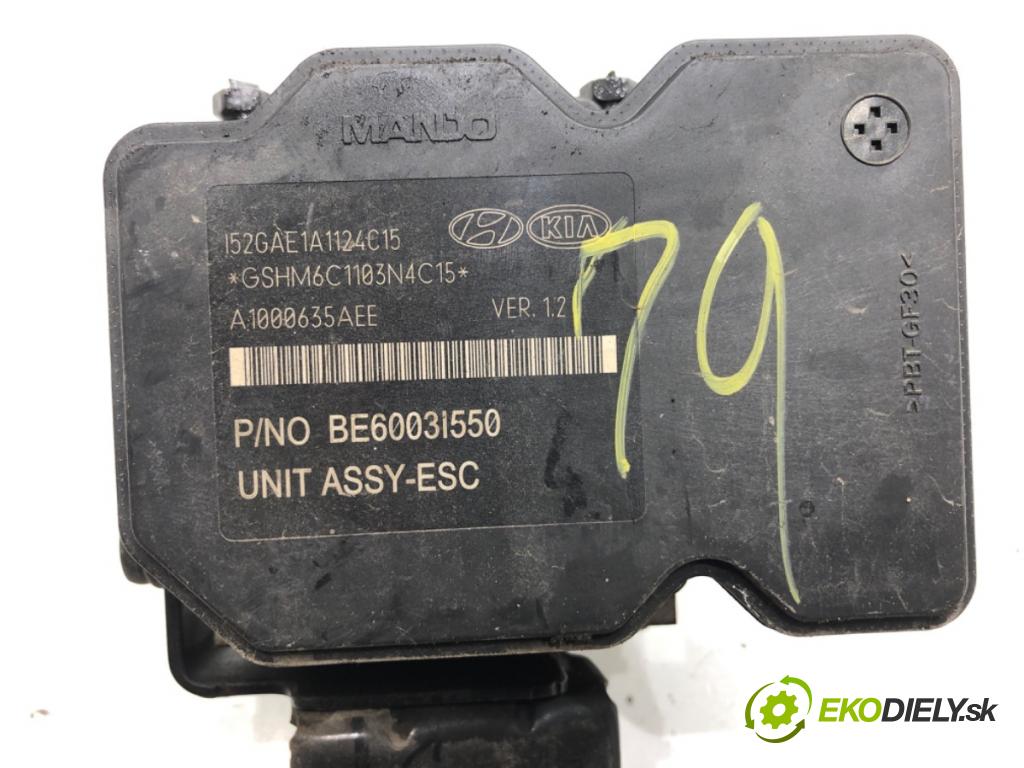 MANDO
I52GAE1A1124C15
KIA
*GSHM6C1103N4C15*
A1000635AEE VER. 1.2
P/NO BE6003I550
UNIT ASSY-ESC
79
>PBT-GF30<
EKODIELY.sk